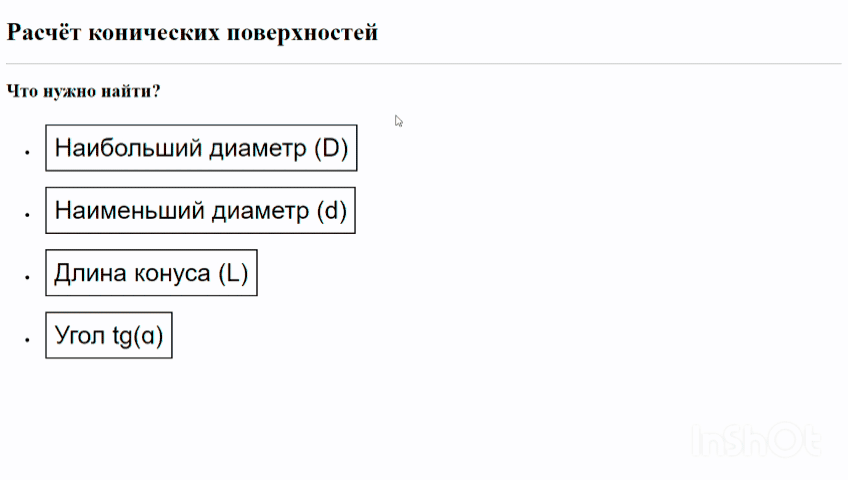 Расчёт конических поверхностей
Что нужно найти?
Наибольший диаметр (D)
Наименьший диаметр (d)
Длина конуса (L)
Угол tg(α)
InShOt